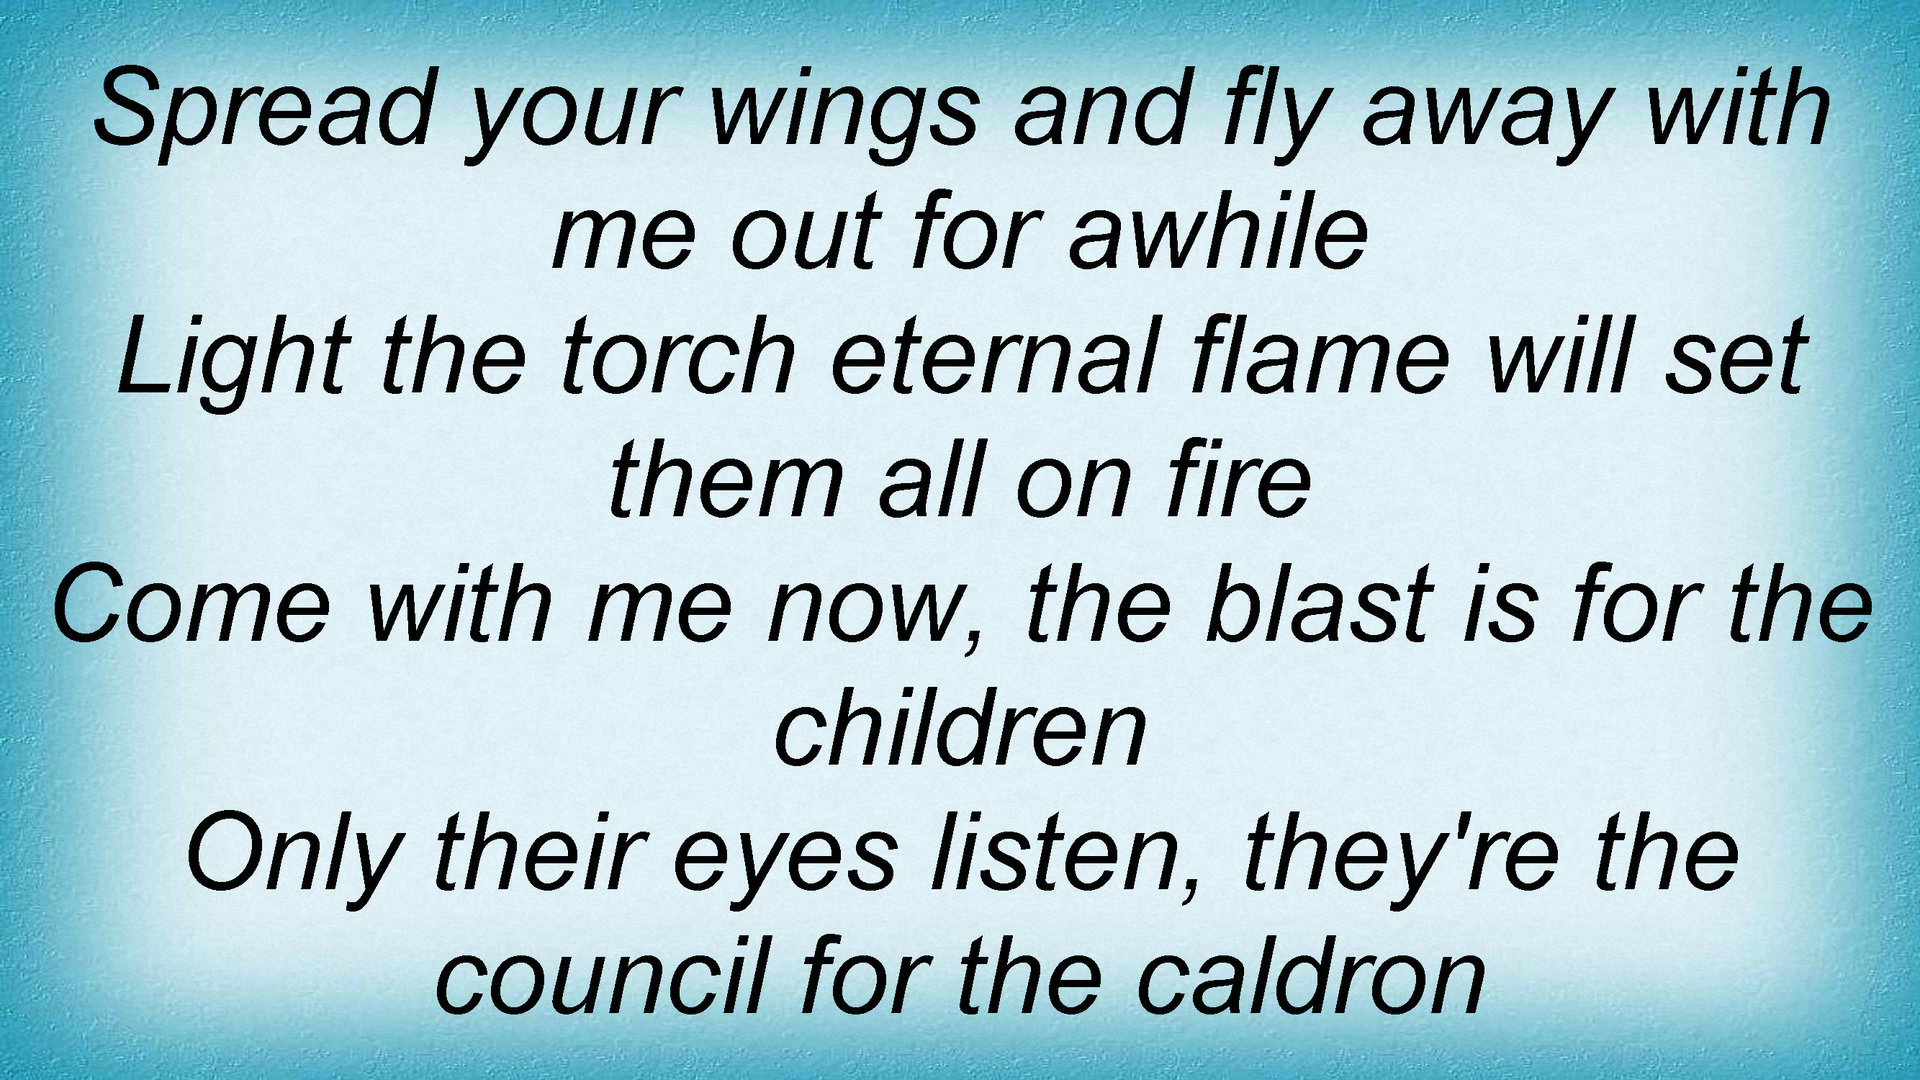 Spread your wings and fly away with
me out for awhile
Light the torch eternal flame will set
them all on fire
Come with me now, the blast is for the
children
Only their eyes listen, they're the
council for the caldron